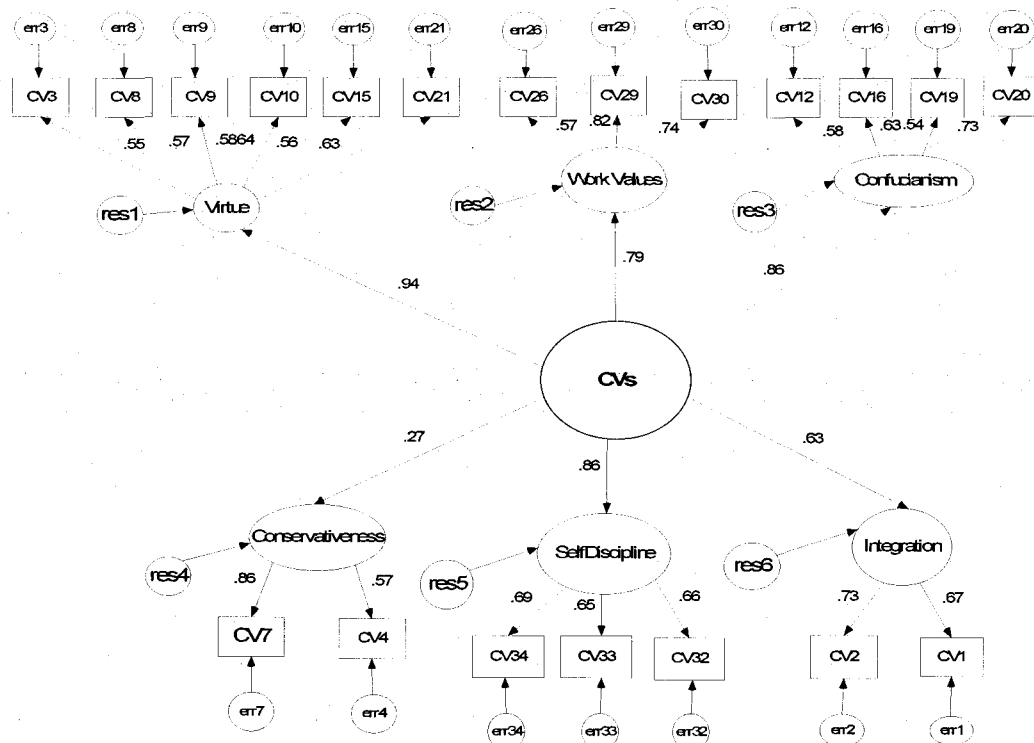 err3 err8 err9 err10 err15 err21 err26 err29 err30 err12 err16 err19 err20
CV3 CV8 CV9 CV10 CV15 CV21 CV26 CV29 CV30 CV12 CV16 CV19 CV20
.55 .57 .5864 .56 .63 .57 .82 .74 .58 .63 .54 .73
res1 Virtue res2 Work Values res3 Confucianism
.94 .79 .86
CVs
.27 .86 .63
Conservativeness SelfDiscipline Integration
res4 res5 res6
.86 .57 .69 .65 .66 .73 .67
CV7 CV4 CV34 CV33 CV32 CV2 CV1
err7 err4 err34 err33 err32 err2 err1